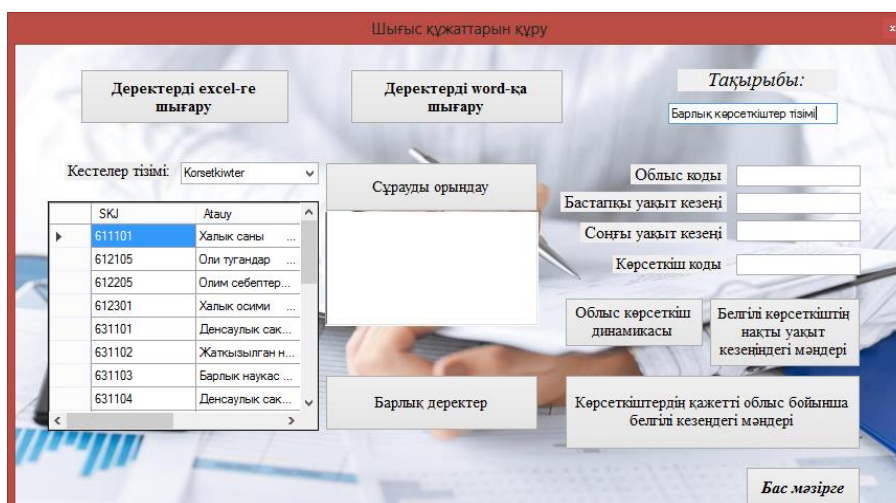 Шығыс құжаттарын құру
x
Деректерді excel-ге
шығару
Деректерді word-қа
шығару
Тақырыбы:
Барлық көрсеткіштер тізімі
Кестелер тізімі:
Korsetkiwter
Сұрауды орындау
Облыс коды
Бастапқы уақыт кезеңі
Соңғы уақыт кезеңі
Көрсеткіш коды
SKJ Atauy
611101 Халык саны ...
612105 Оли тугандар ...
612205 Олим себептер...
612301 Халык осими ...
631101 Денсаулык сак...
631102 Жаткызылган н...
631103 Барлык наукас ...
631104 Денсаулык сак...
Облыс көрсеткіш
динамикасы
Белгілі көрсеткіштің
нақты уақыт
кезеңіндегі мәндері
Барлық деректер
Көрсеткіштердің қажетті облыс бойынша
белгілі кезеңдегі мәндері
Бас мәзірге